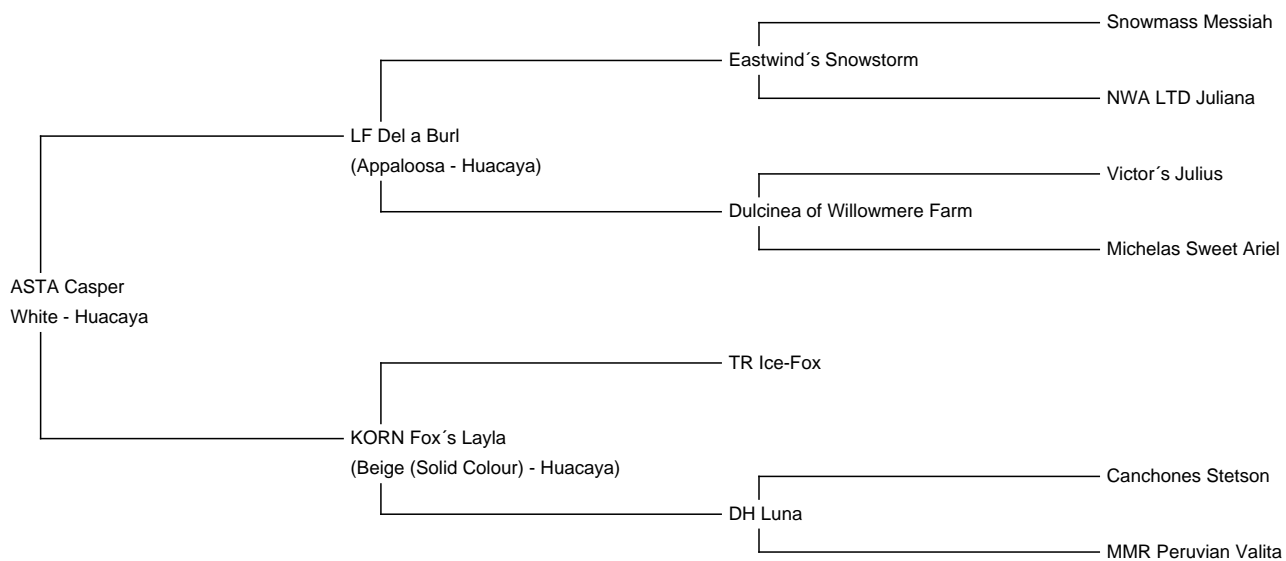 Snowmass Messiah
Eastwind´s Snowstorm
NWA LTD Juliana
LF Del a Burl
(Appaloosa - Huacaya)
Victor´s Julius
Dulcinea of Willowmere Farm
Michelas Sweet Ariel
ASTA Casper
White - Huacaya
TR Ice-Fox
KORN Fox´s Layla
(Beige (Solid Colour) - Huacaya)
Canchones Stetson
DH Luna
MMR Peruvian Valita